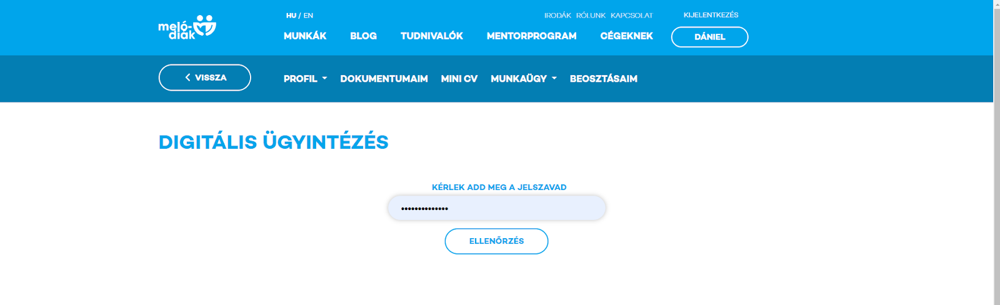 meló-
diák
HU / EN
IRODÁK RÓLUNK KAPCSOLAT
KIJELENTKEZÉS
MUNKÁK BLOG TUDNIVALÓK MENTORPROGRAM CÉGEKNEK
DÁNIEL
VISSZA
PROFIL DOKUMENTUMAIM MINI CV MUNKAÜGY BEOSZTÁSAIM
DIGITÁLIS ÜGYINTÉZÉS
KÉRLEK ADD MEG A JELSZAVAD
••••••••••••••
ELLENŐRZÉS